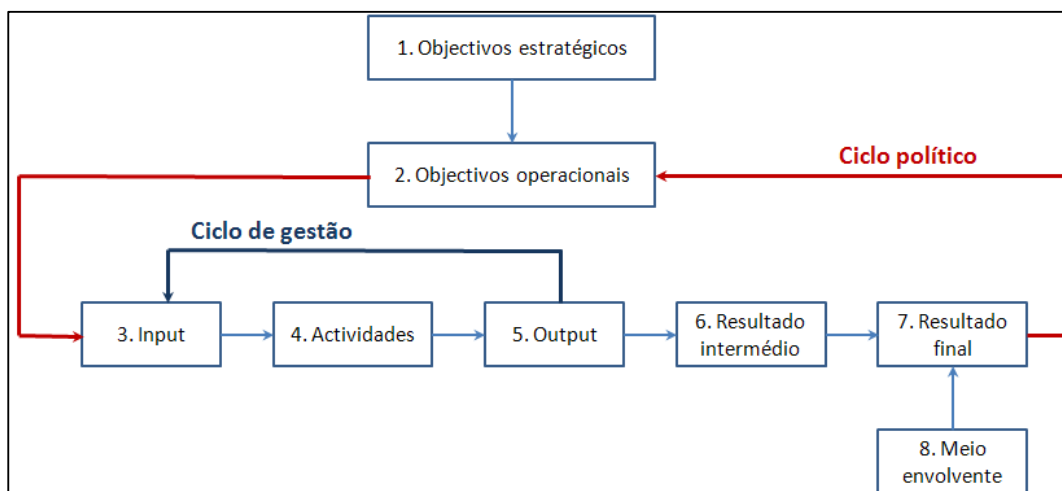 1. Objectivos estratégicos
2. Objectivos operacionais
Ciclo político
Ciclo de gestão
3. Input
4. Actividades
5. Output
6. Resultado
intermédio
7. Resultado
final
8. Meio
envolvente